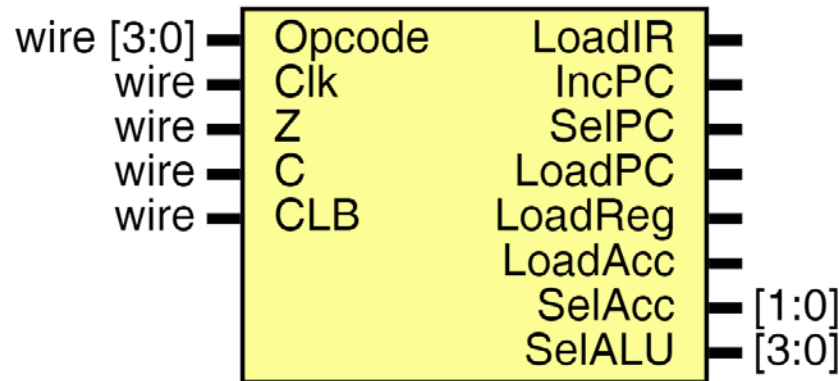 wire [3:0] Opcode LoadIR
wire Clk IncPC
wire Z SelPC
wire C LoadPC
wire CLB LoadReg
LoadAcc
SelAcc [1:0]
SelALU [3:0]